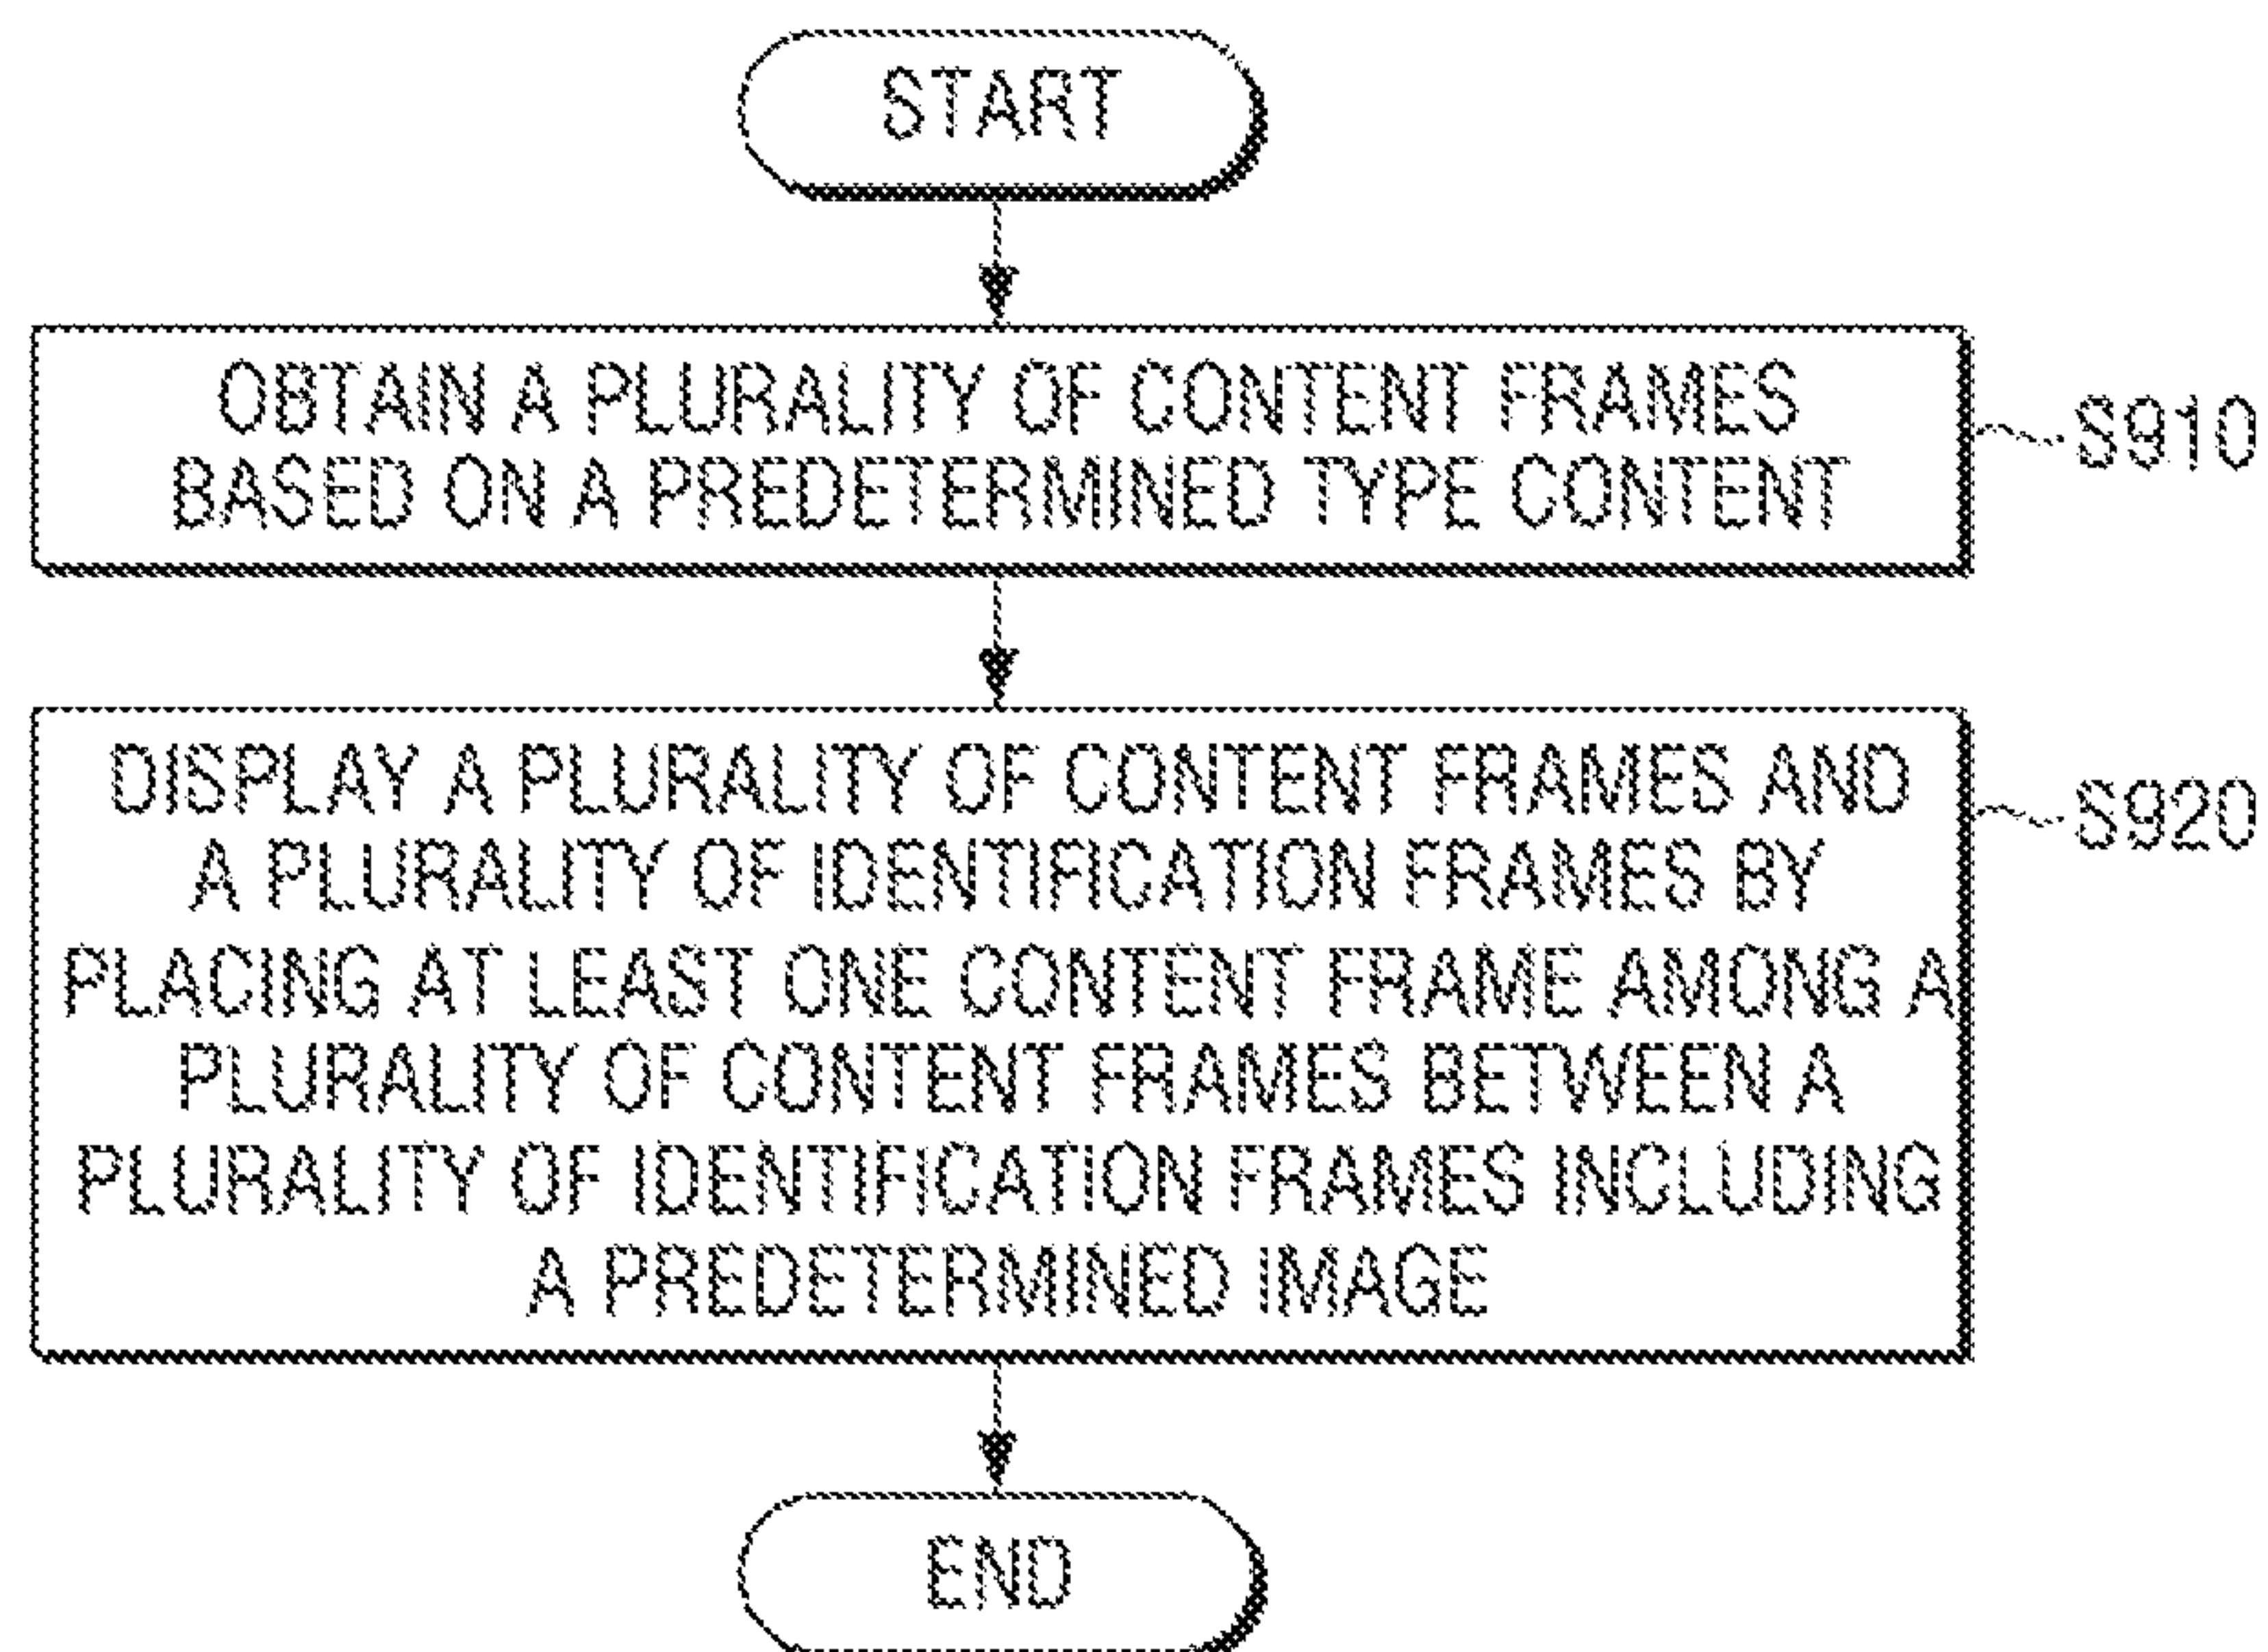 START
OBTAIN A PLURALITY OF CONTENT FRAMES
BASED ON A PREDETERMINED TYPE CONTENT
S910
DISPLAY A PLURALITY OF CONTENT FRAMES AND
A PLURALITY OF IDENTIFICATION FRAMES BY
PLACING AT LEAST ONE CONTENT FRAME AMONG A
PLURALITY OF CONTENT FRAMES BETWEEN A
PLURALITY OF IDENTIFICATION FRAMES INCLUDING
A PREDETERMINED IMAGE
S920
END